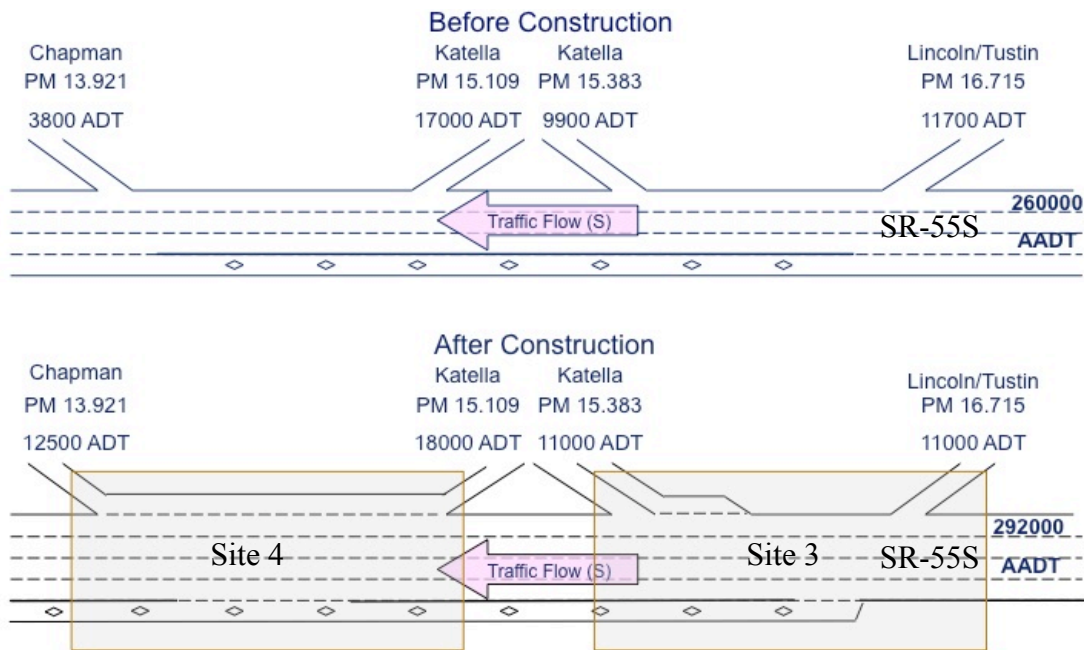 Before Construction
Chapman Katella Katella Lincoln/Tustin
PM 13.921 PM 15.109 PM 15.383 PM 16.715
3800 ADT 17000 ADT 9900 ADT 11700 ADT
260000
Traffic Flow (S) SR-55S
AADT
After Construction
Chapman Katella Katella Lincoln/Tustin
PM 13.921 PM 15.109 PM 15.383 PM 16.715
12500 ADT 18000 ADT 11000 ADT 11000 ADT
292000
Site 4 Site 3 SR-55S
Traffic Flow (S) AADT